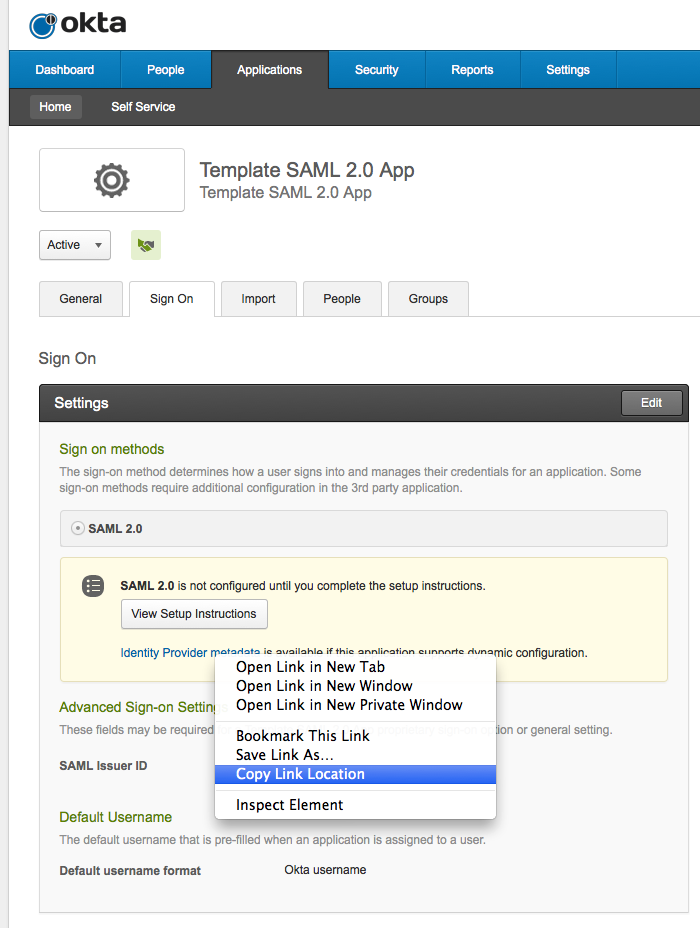 okta
Dashboard People Applications Security Reports Settings
Home Self Service
Template SAML 2.0 App
Template SAML 2.0 App
Active
General Sign On Import People Groups
Sign On
Settings Edit
Sign on methods
The sign-on method determines how a user signs into and manages their credentials for an application. Some
sign-on methods require additional configuration in the 3rd party application.
SAML 2.0
SAML 2.0 is not configured until you complete the setup instructions.
View Setup Instructions
Identity Provider metadata is available if this application supports dynamic configuration.
Open Link in New Tab
Open Link in New Window
Open Link in New Private Window
Bookmark This Link
Save Link As...
Copy Link Location
Inspect Element
Advanced Sign-on Setting
These fields may be required option or general setting.
SAML Issuer ID
Default Username
The default username that is pre-filled when an application is assigned to a user.
Default username format Okta username